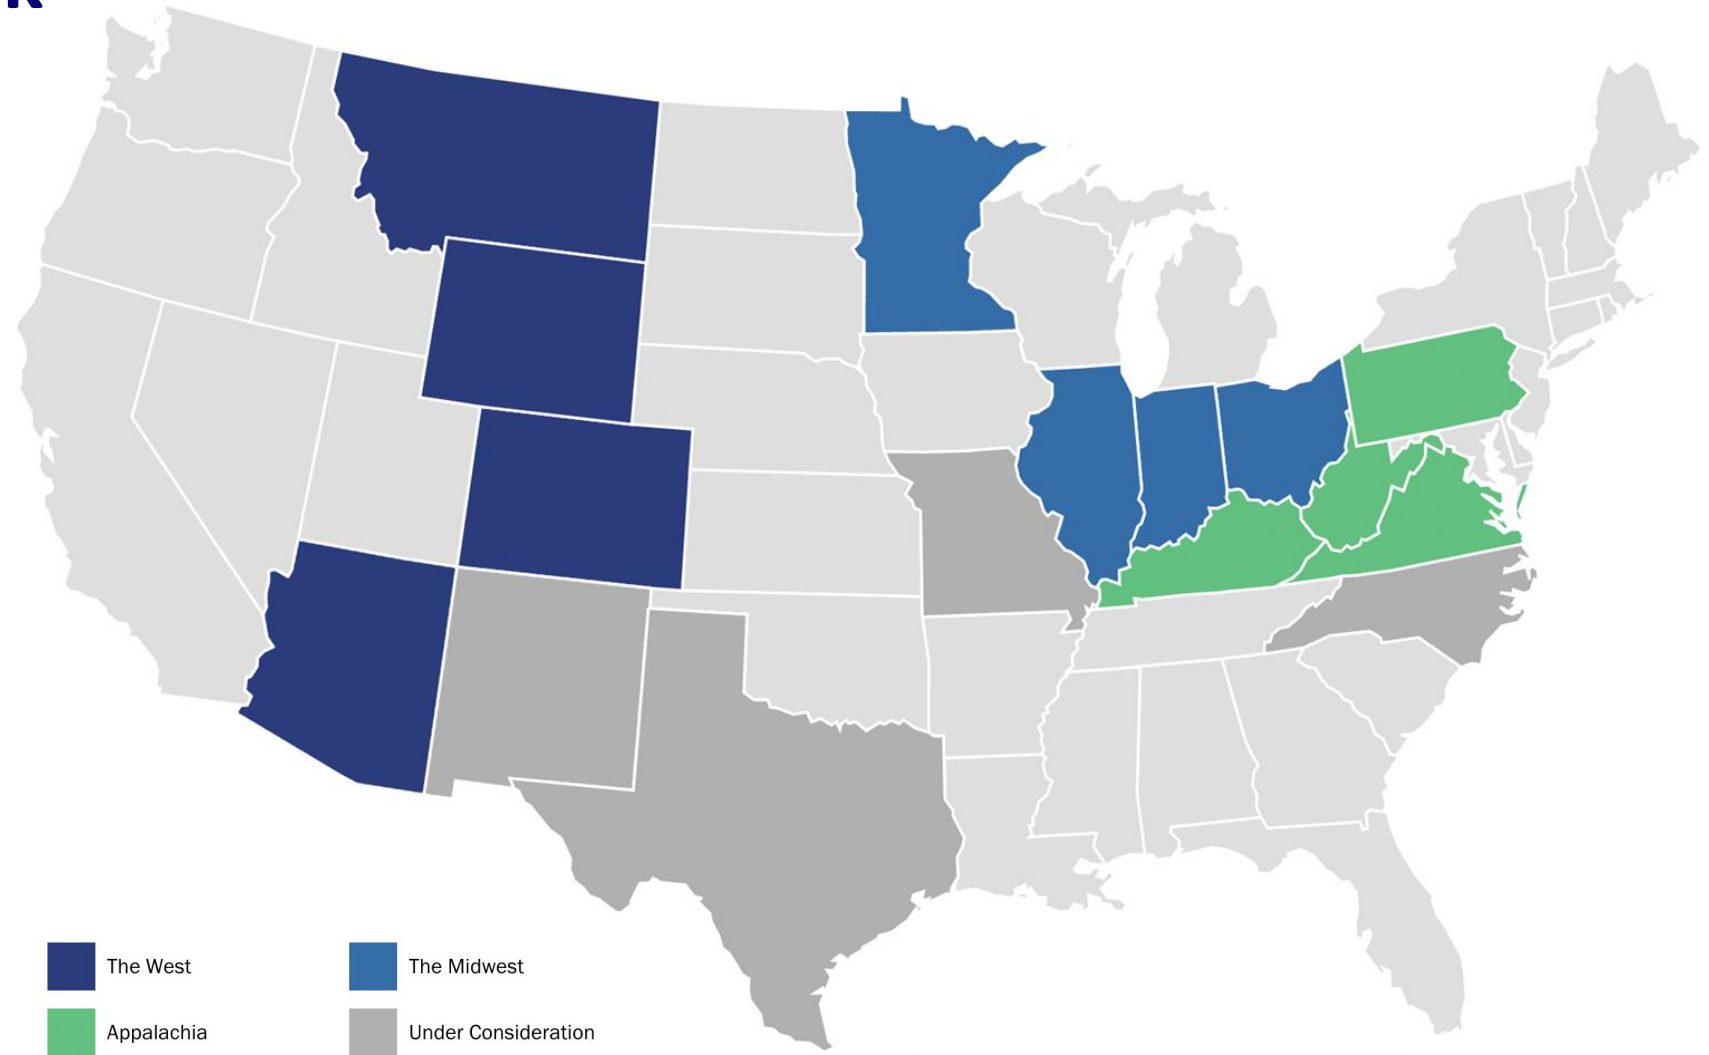 The West
The Midwest
Appalachia
Under Consideration